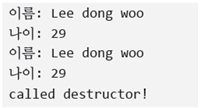 이름: Lee dong woo
나이: 29
이름: Lee dong woo
나이: 29
called destructor!